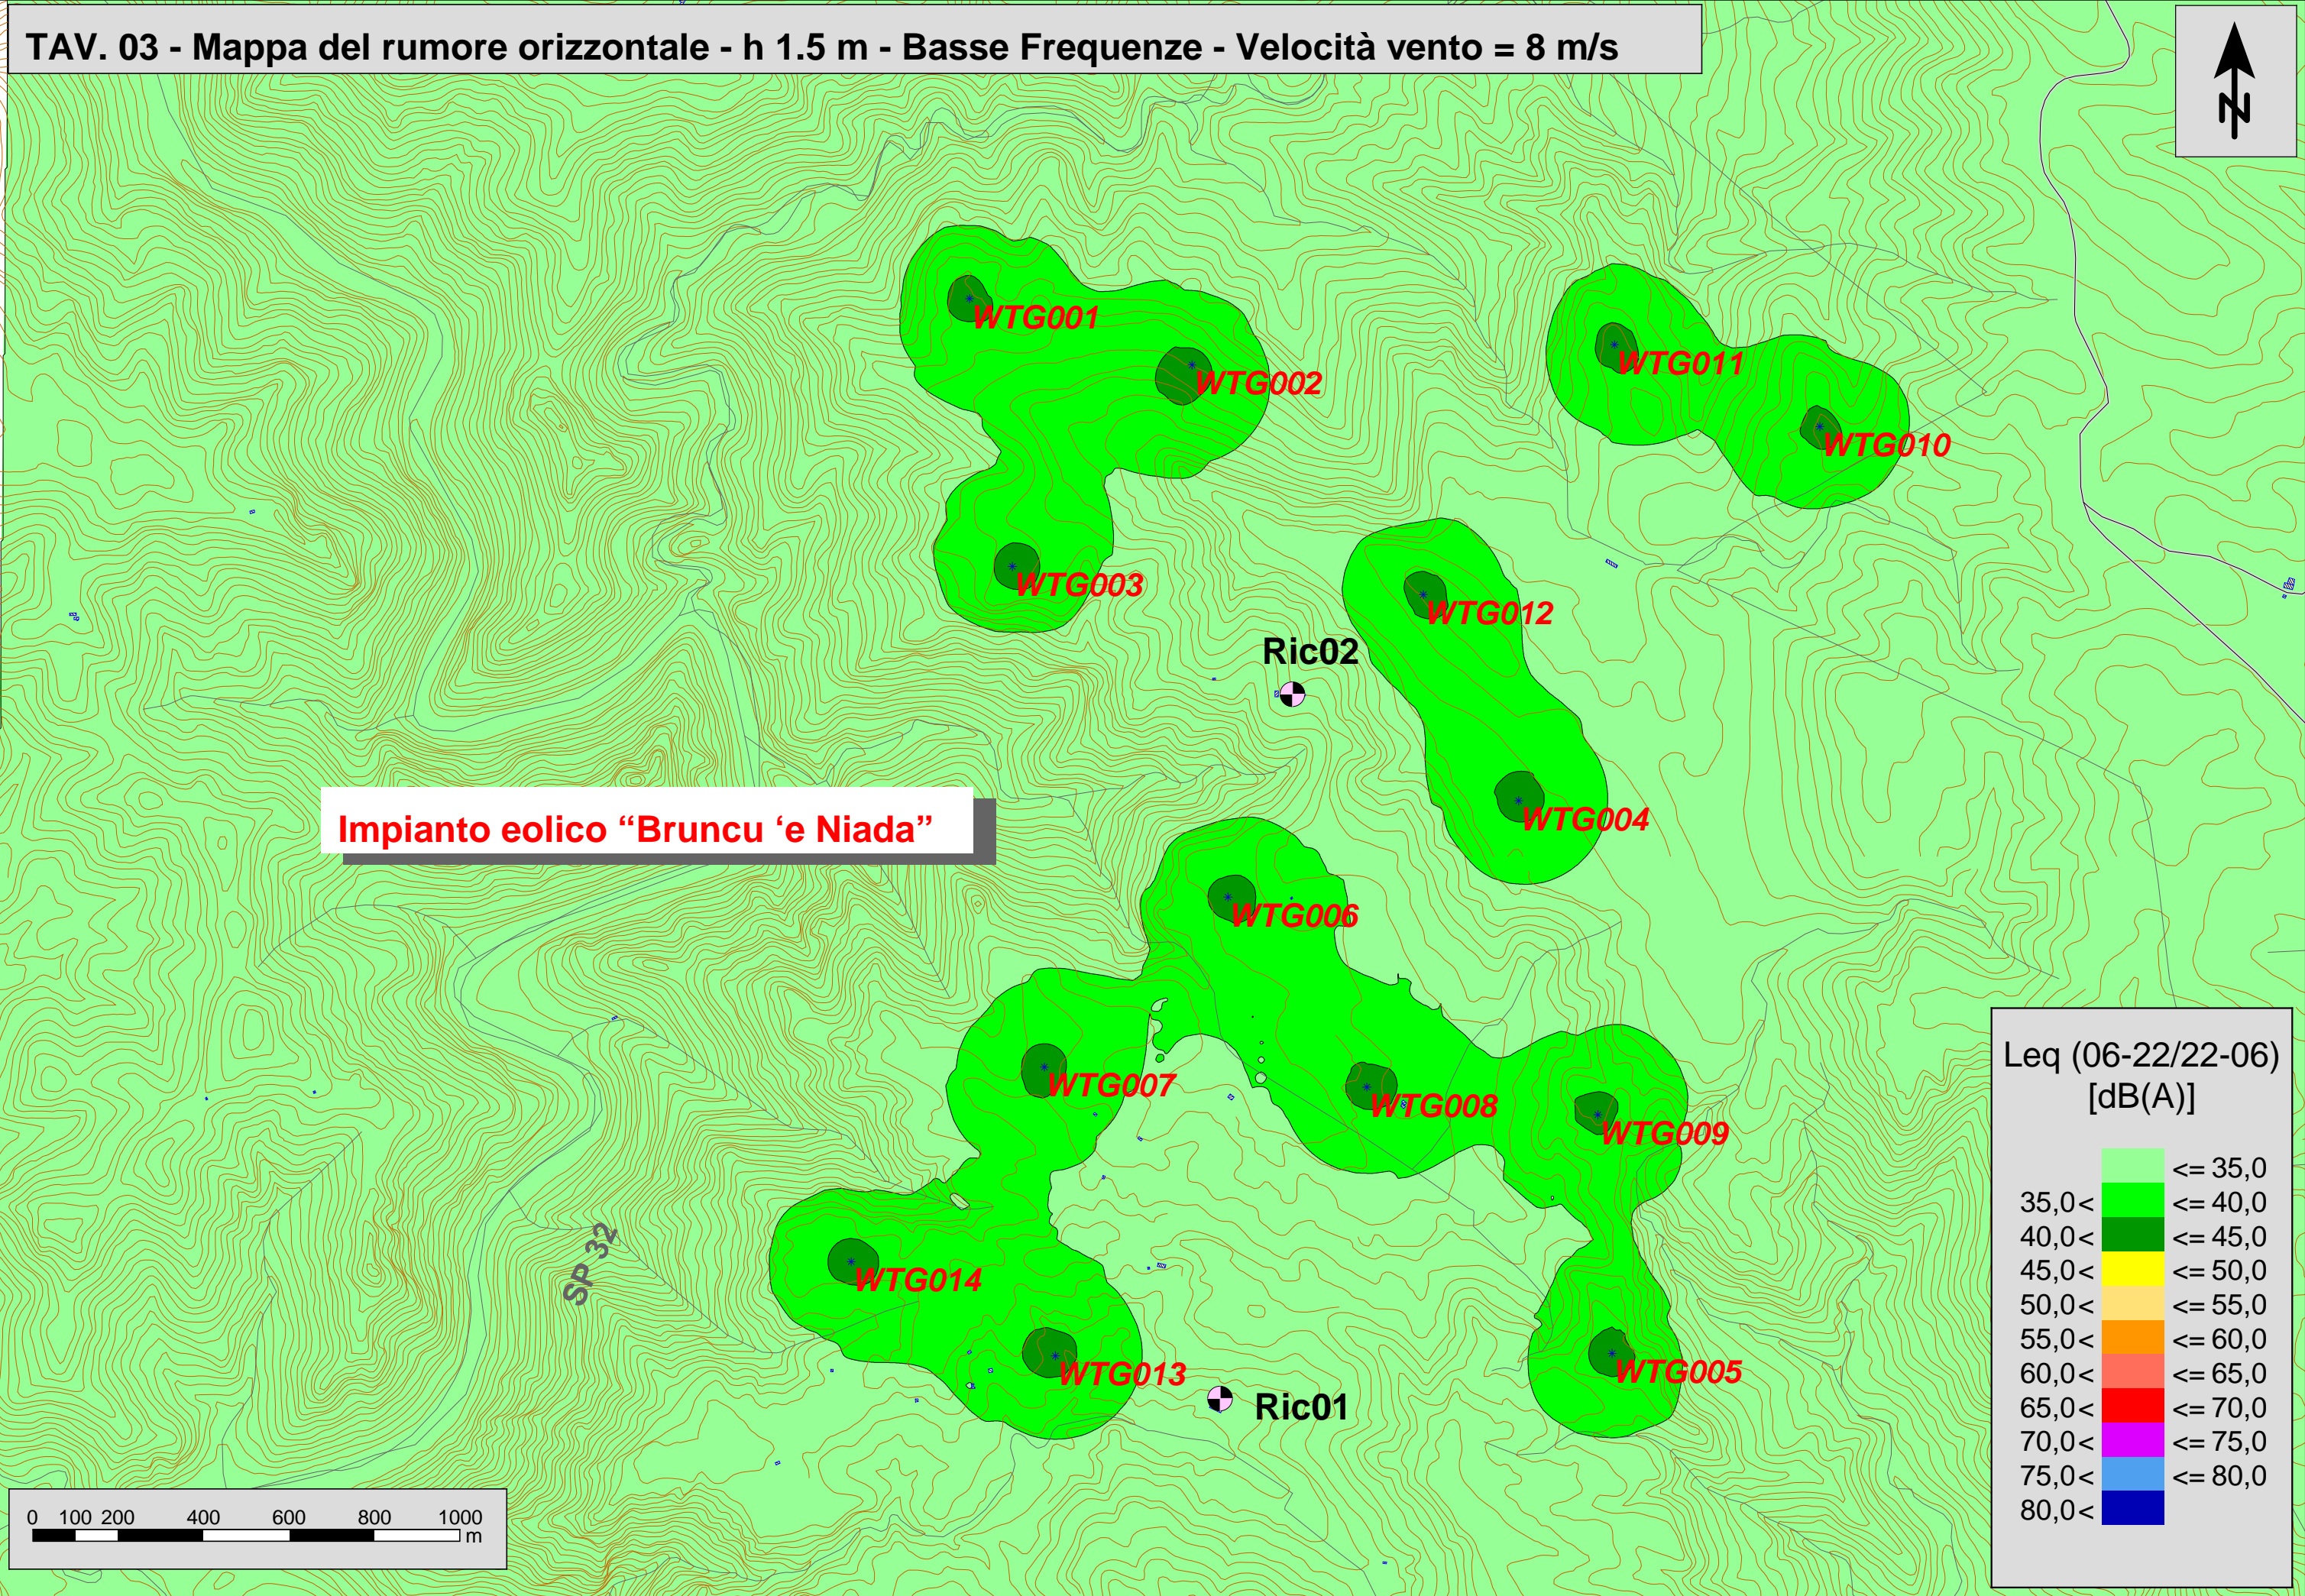 TAV. 03 - Mappa del rumore orizzontale - h 1.5 m - Basse Frequenze - Velocità vento = 8 m/s
N
WTG001
WTG011
WTG002
WTG010
WTG003
WTG012
Ric02
WTG004
Impianto eolico “Bruncu ‘e Niada”
WTG006
WTG007
WTG008
WTG009
SP 32
WTG014
WTG013
WTG005
Ric01
Leq (06-22/22-06)
[dB(A)]
<= 35,0
35,0< <= 40,0
40,0< <= 45,0
45,0< <= 50,0
50,0< <= 55,0
55,0< <= 60,0
60,0< <= 65,0
65,0< <= 70,0
70,0< <= 75,0
75,0< <= 80,0
80,0<
0 100 200 400 600 800 1000
m